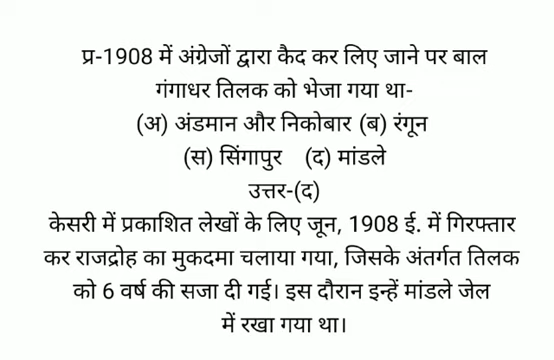 प्र-1908 में अंग्रेजों द्वारा कैद कर लिए जाने पर बाल
गंगाधर तिलक को भेजा गया था-
(अ) अंडमान और निकोबार (ब) रंगून
(स) सिंगापुर (द) मांडले
उत्तर-(द)
केसरी में प्रकाशित लेखों के लिए जून, 1908 ई. में गिरफ्तार
कर राजद्रोह का मुकदमा चलाया गया, जिसके अंतर्गत तिलक
को 6 वर्ष की सजा दी गई। इस दौरान इन्हें मांडले जेल
में रखा गया था।